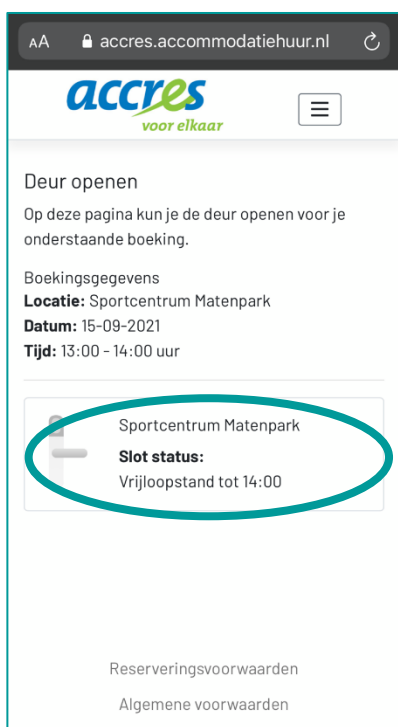 AA accres.accommodatiehuur.nl
accres
voor elkaar
Deur openen
Op deze pagina kun je de deur openen voor je
onderstaande boeking.
Boekingsgegevens
Locatie: Sportcentrum Matenpark
Datum: 15-09-2021
Tijd: 13:00 - 14:00 uur
Sportcentrum Matenpark
Slot status:
Vrijloopstand tot 14:00
Reserveringsvoorwaarden
Algemene voorwaarden